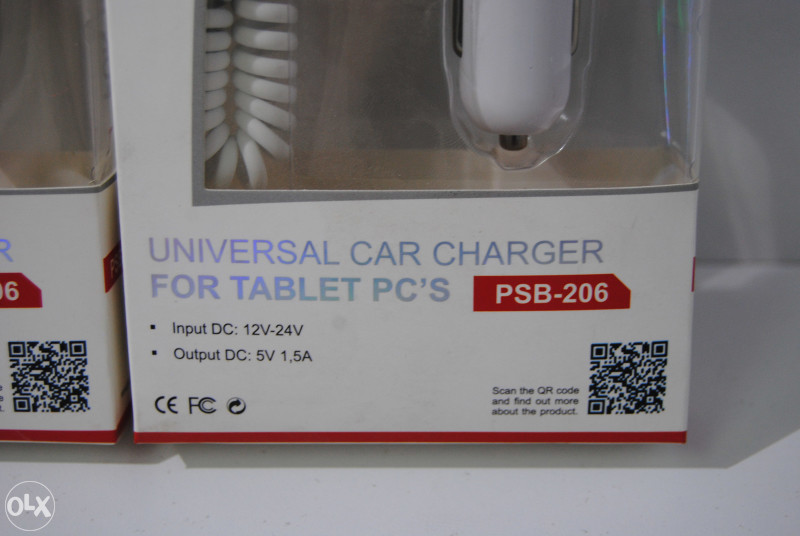 UNIVERSAL CAR CHARGER
FOR TABLET PC'S PSB-206
▪ Input DC: 12V-24V
▪ Output DC: 5V 1,5A
CE FC
Scan the QR code
and find out more
about the product.
R
06
OLX